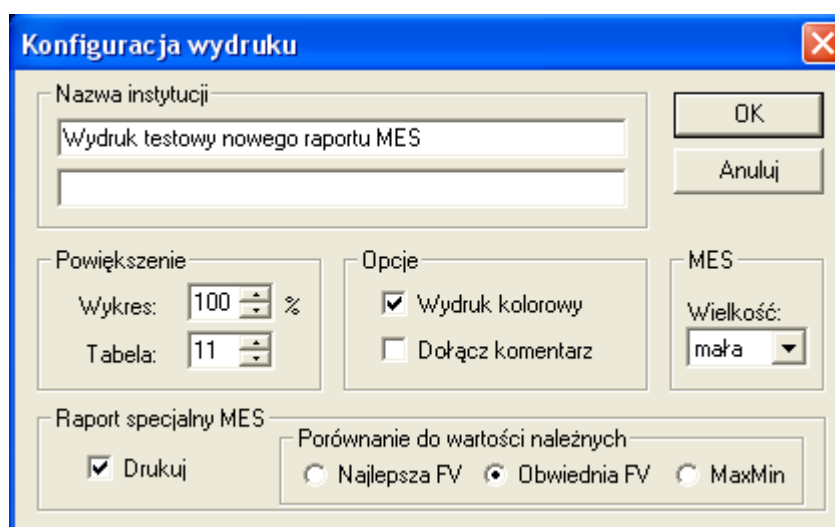 Konfiguracja wydruku
Nazwa instytucji
Wydruk testowy nowego raportu MES
OK
Anuluj
Powiększenie
Wykres: 100 %
Tabela: 11
Opcje
Wydruk kolorowy
Dołącz komentarz
MES
Wielkość:
mała
Raport specjalny MES
Drukuj
Porównanie do wartości należnych
Najlepsza FV Obwiednia FV MaxMin